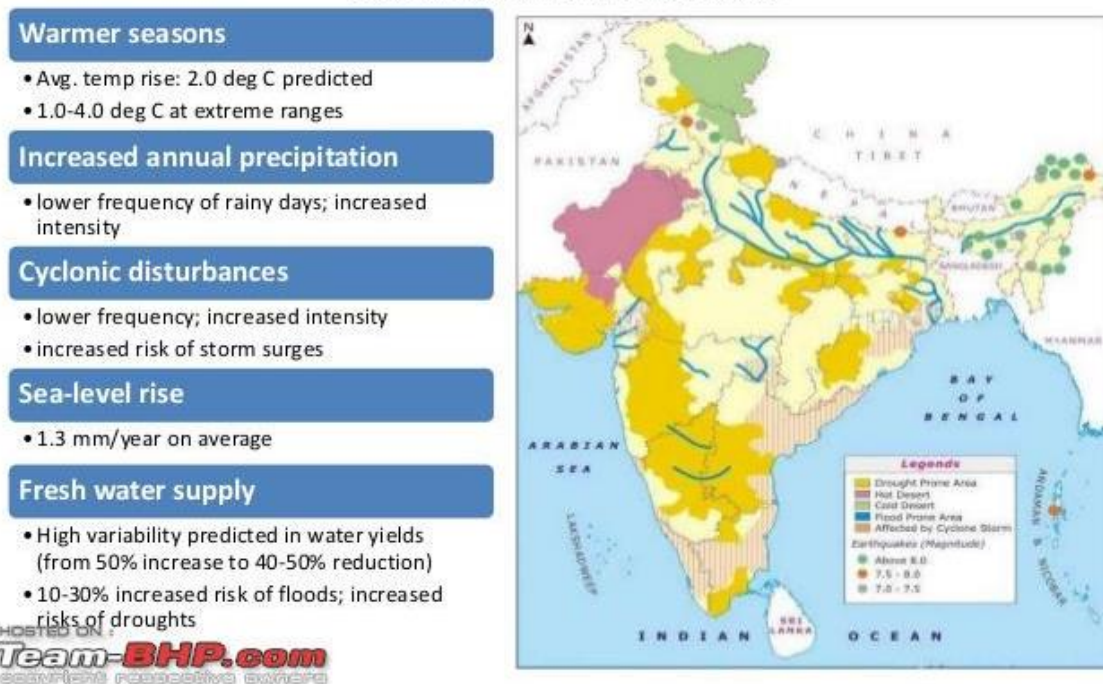 Warmer seasons
• Avg. temp rise: 2.0 deg C predicted
• 1.0-4.0 deg C at extreme ranges
Increased annual precipitation
• lower frequency of rainy days; increased
intensity
Cyclonic disturbances
• lower frequency; increased intensity
• increased risk of storm surges
Sea-level rise
• 1.3 mm/year on average
Fresh water supply
• High variability predicted in water yields
(from 50% increase to 40-50% reduction)
• 10-30% increased risk of floods; increased
risks of droughts
HOSTED ON :
Team-BHP.com
copyright respective owners
N
AFGHANISTAN
PAKISTAN
CHINA
TIBET
NEPAL
BHUTAN
BANGLADESH
MYANMAR
BAY
OF
BENGAL
ARABIAN
SEA
LAKSHADWEEP
ANDAMAN & NICOBAR
SRI
LANKA
INDIAN OCEAN
Legends
Drought Prone Area
Hot Desert
Cold Desert
Flood Prone Area
Affected by Cyclone Storm
Earthquakes (Magnitude)
Above 8.0
7.5 - 8.0
7.0 - 7.5